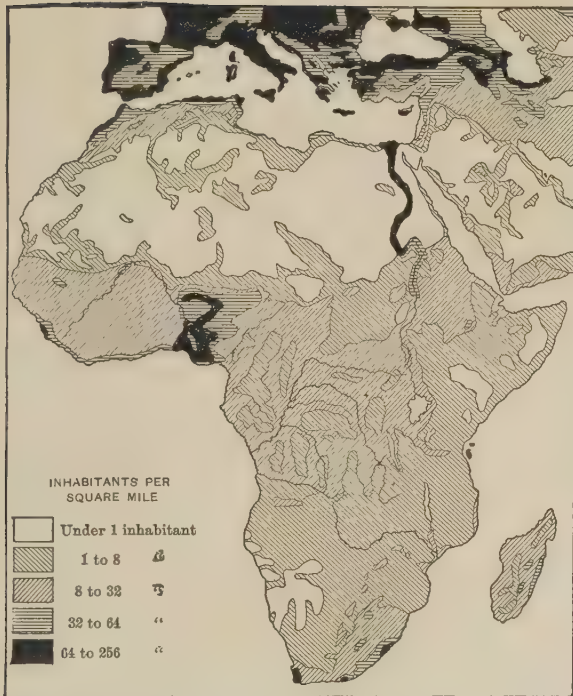 INHABITANTS PER
SQUARE MILE
Under 1 inhabitant
1 to 8 "
8 to 32 "
32 to 64 "
64 to 256 "